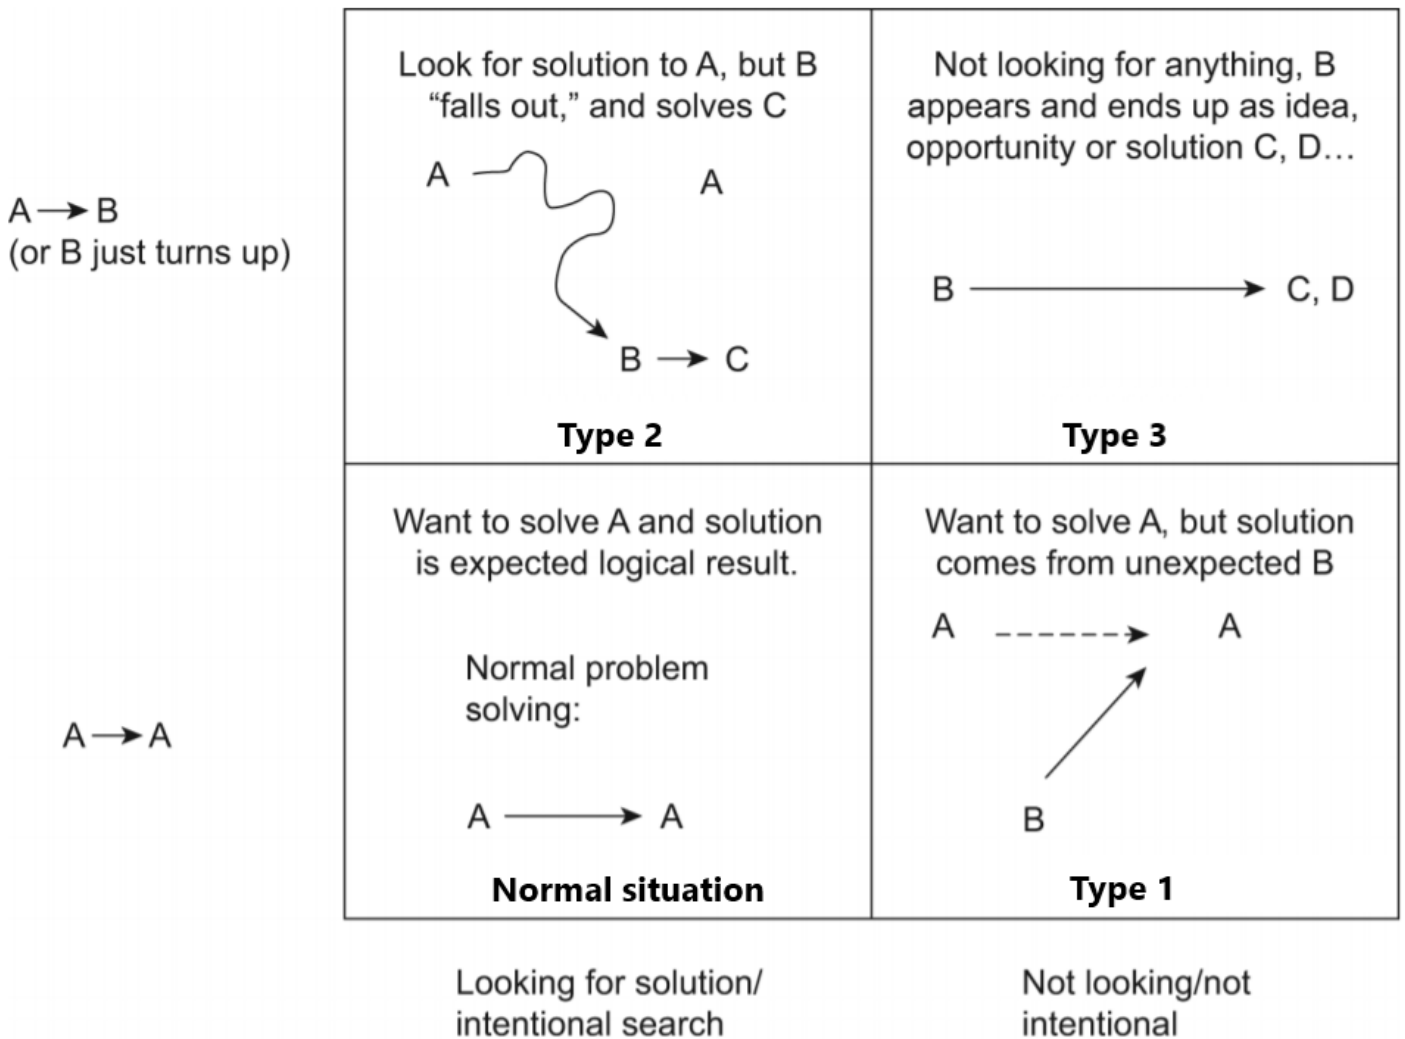 Look for solution to A, but B
“falls out,” and solves C
A
A
B → C
Type 2
Not looking for anything, B
appears and ends up as idea,
opportunity or solution C, D…
B → C, D
Type 3
A → B
(or B just turns up)
Want to solve A and solution
is expected logical result.
Normal problem
solving:
A → A
Normal situation
Want to solve A, but solution
comes from unexpected B
A → A
B
Type 1
A → A
Looking for solution/
intentional search
Not looking/not
intentional